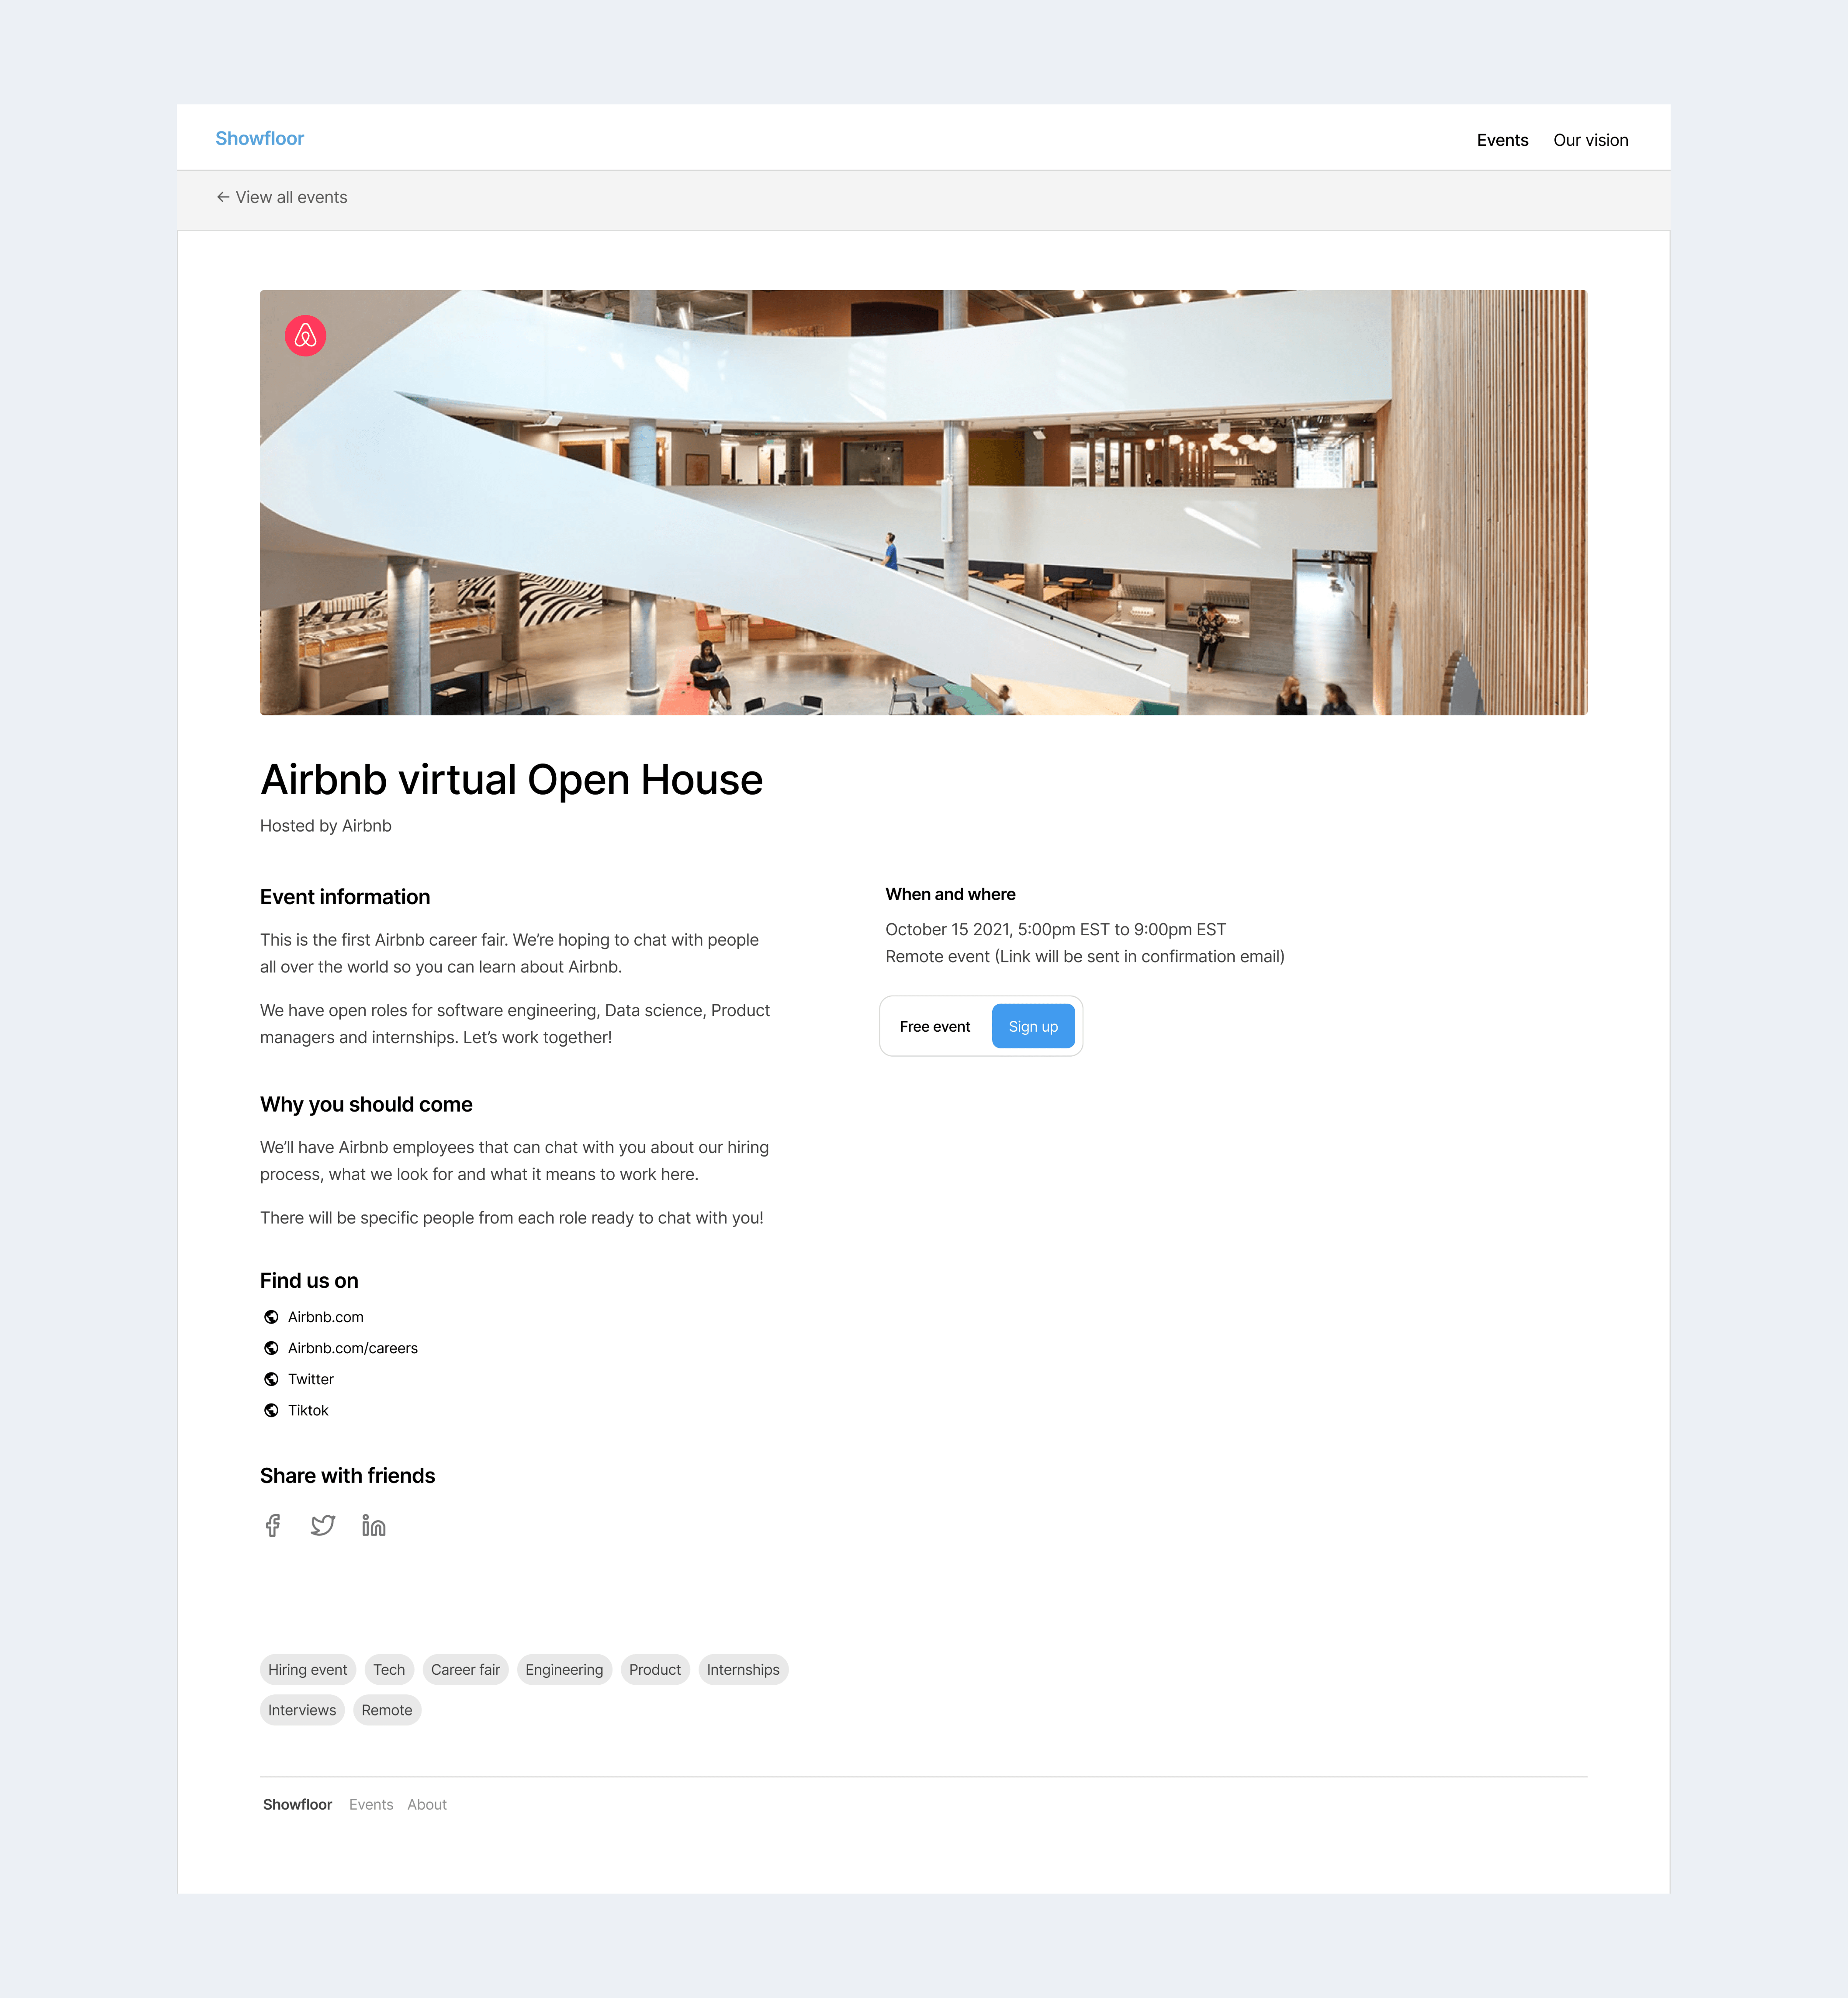 Showfloor
Events
Our vision
← View all events
Airbnb virtual Open House
Hosted by Airbnb
Event information
This is the first Airbnb career fair. We’re hoping to chat with people
all over the world so you can learn about Airbnb.
We have open roles for software engineering, Data science, Product
managers and internships. Let’s work together!
Why you should come
We’ll have Airbnb employees that can chat with you about our hiring
process, what we look for and what it means to work here.
There will be specific people from each role ready to chat with you!
Find us on
Airbnb.com
Airbnb.com/careers
Twitter
Tiktok
Share with friends
When and where
October 15 2021, 5:00pm EST to 9:00pm EST
Remote event (Link will be sent in confirmation email)
Free event
Sign up
Hiring event
Tech
Career fair
Engineering
Product
Internships
Interviews
Remote
Showfloor
Events
About